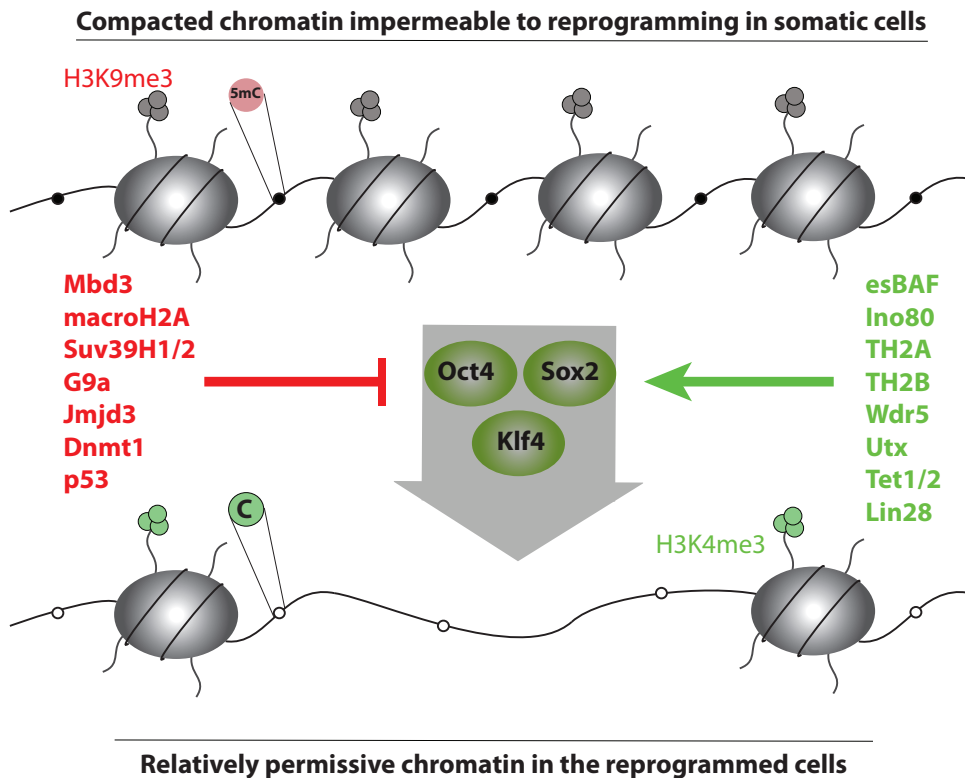 Compacted chromatin impermeable to reprogramming in somatic cells
H3K9me3
5mC
Mbd3
macroH2A
Suv39H1/2
G9a
Jmjd3
Dnmt1
p53
Oct4
Sox2
Klf4
esBAF
Ino80
TH2A
TH2B
Wdr5
Utx
Tet1/2
Lin28
C
H3K4me3
Relatively permissive chromatin in the reprogrammed cells